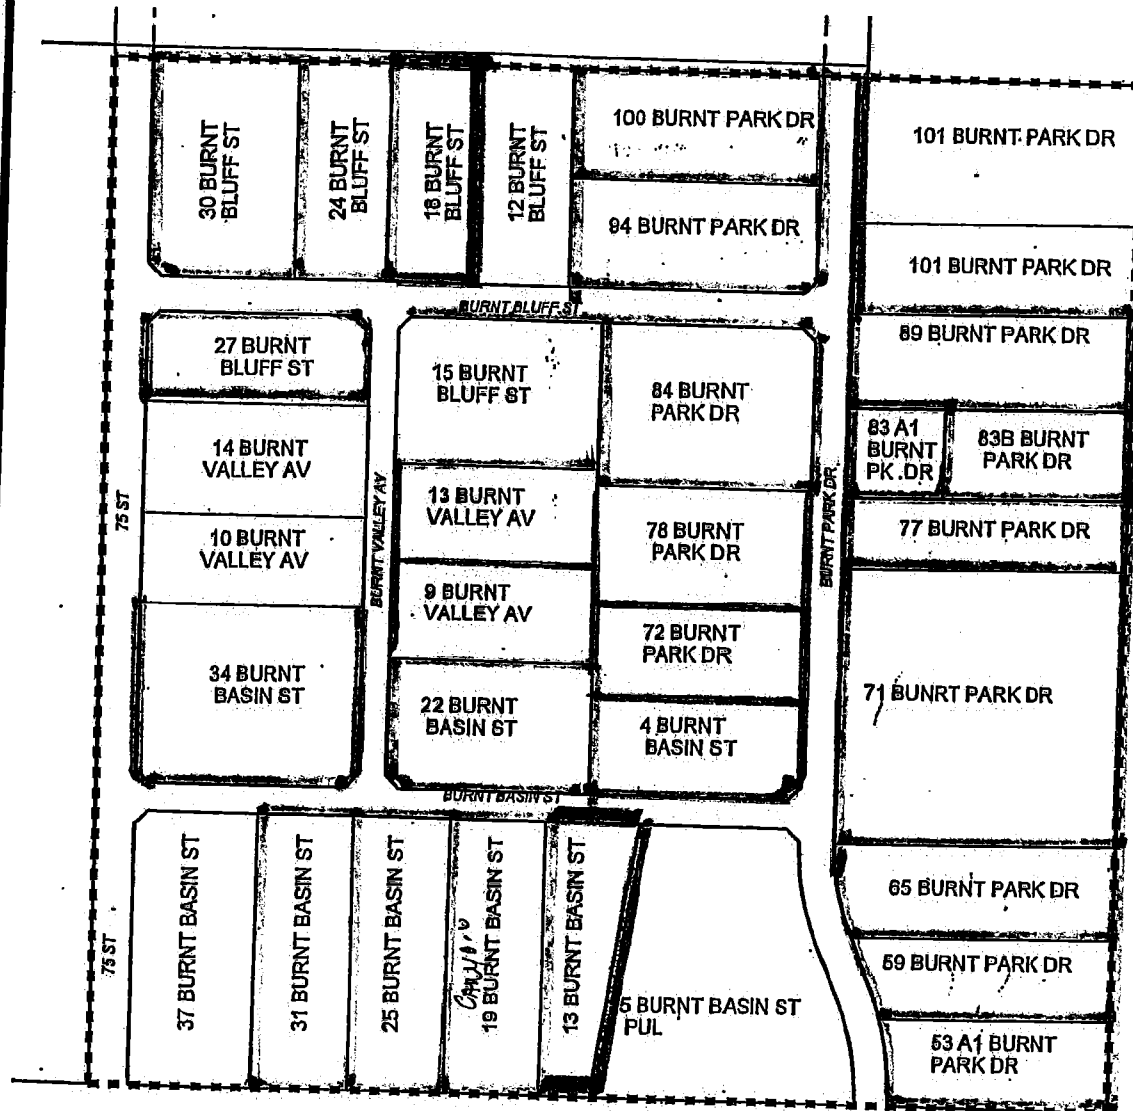 30 BURNT
BLUFF ST
24 BURNT
BLUFF ST
18 BURNT
BLUFF ST
12 BURNT
BLUFF ST
100 BURNT PARK DR
94 BURNT PARK DR
101 BURNT PARK DR
101 BURNT PARK DR
BURNT BLUFF ST
27 BURNT
BLUFF ST
15 BURNT
BLUFF ST
84 BURNT
PARK DR
89 BURNT PARK DR
14 BURNT
VALLEY AV
83 A1
BURNT
PK DR
83B BURNT
PARK DR
75 ST
BURNT VALLEY AV
13 BURNT
VALLEY AV
BURNT PARK DR
10 BURNT
VALLEY AV
78 BURNT
PARK DR
77 BURNT PARK DR
9 BURNT
VALLEY AV
72 BURNT
PARK DR
34 BURNT
BASIN ST
22 BURNT
BASIN ST
4 BURNT
BASIN ST
71 BUNRT PARK DR
BURNT BASIN ST
75 ST
37 BURNT BASIN ST
31 BURNT BASIN ST
25 BURNT BASIN ST
19 BURNT BASIN ST
13 BURNT BASIN ST
5 BURNT BASIN ST
PUL
65 BURNT PARK DR
59 BURNT PARK DR
53 A1 BURNT
PARK DR